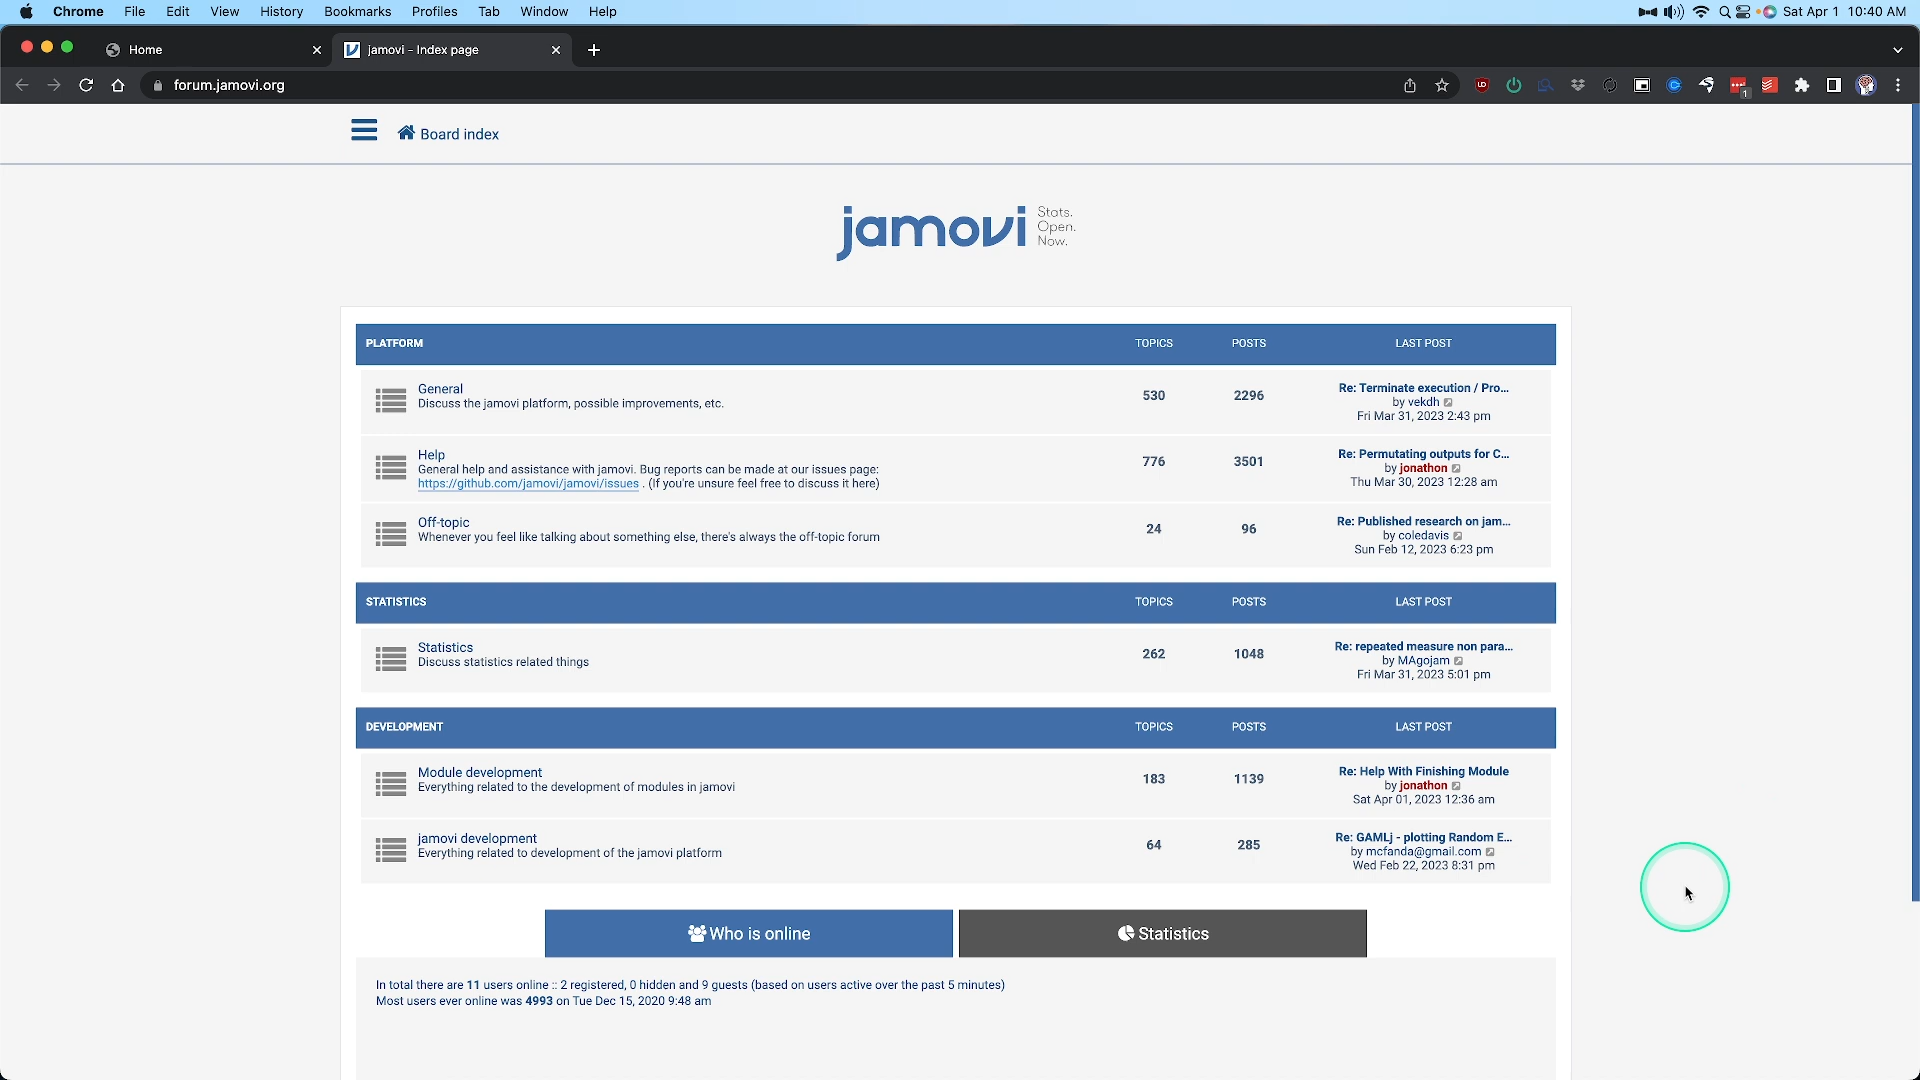 Chrome File Edit View History Bookmarks Profiles Tab Window Help Sat Apr 1 10:40 AM
Home jamovi - Index page
forum.jamovi.org
Board index
jamovi Stats.
Open.
Now.
PLATFORM TOPICS POSTS LAST POST
General 530 2296 Re: Terminate execution / Pro...
Discuss the jamovi platform, possible improvements, etc. by vekdh
Fri Mar 31, 2023 2:43 pm
Help 776 3501 Re: Permutating outputs for C...
General help and assistance with jamovi. Bug reports can be made at our issues page: by jonathon
https://github.com/jamovi/jamovi/issues . (If you're unsure feel free to discuss it here) Thu Mar 30, 2023 12:28 am
Off-topic 24 96 Re: Published research on jam...
Whenever you feel like talking about something else, there's always the off-topic forum by coledavis
Sun Feb 12, 2023 6:23 pm
STATISTICS TOPICS POSTS LAST POST
Statistics 262 1048 Re: repeated measure non para...
Discuss statistics related things by MAgojam
Fri Mar 31, 2023 5:01 pm
DEVELOPMENT TOPICS POSTS LAST POST
Module development 183 1139 Re: Help With Finishing Module
Everything related to the development of modules in jamovi by jonathon
Sat Apr 01, 2023 12:36 am
jamovi development 64 285 Re: GAMLj - plotting Random E...
Everything related to development of the jamovi platform by mcfanda@gmail.com
Wed Feb 22, 2023 8:31 pm
Who is online Statistics
In total there are 11 users online :: 2 registered, 0 hidden and 9 guests (based on users active over the past 5 minutes)
Most users ever online was 4993 on Tue Dec 15, 2020 9:48 am